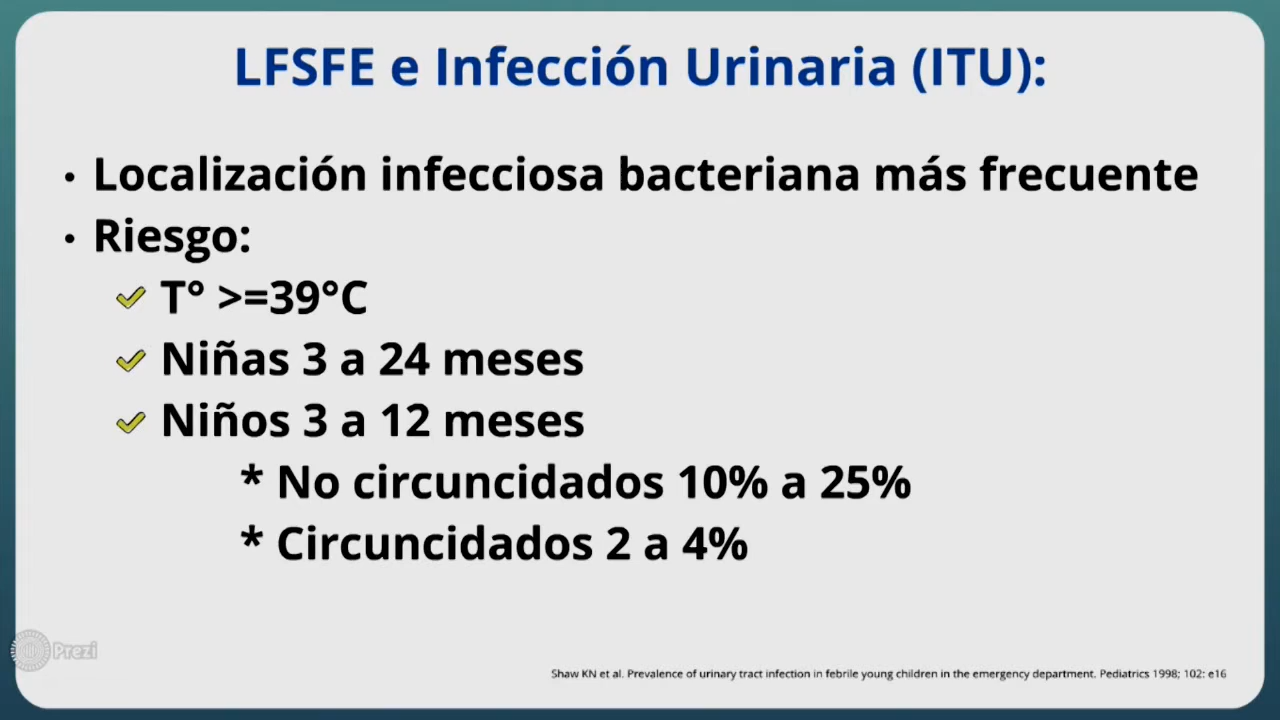 LFSFE e Infección Urinaria (ITU):
• Localización infecciosa bacteriana más frecuente
• Riesgo:
✓ T° >=39°C
✓ Niñas 3 a 24 meses
✓ Niños 3 a 12 meses
* No circuncidados 10% a 25%
* Circuncidados 2 a 4%
Prezi
Shaw KN et al. Prevalence of urinary tract infection in febrile young children in the emergency department. Pediatrics 1998; 102: e16